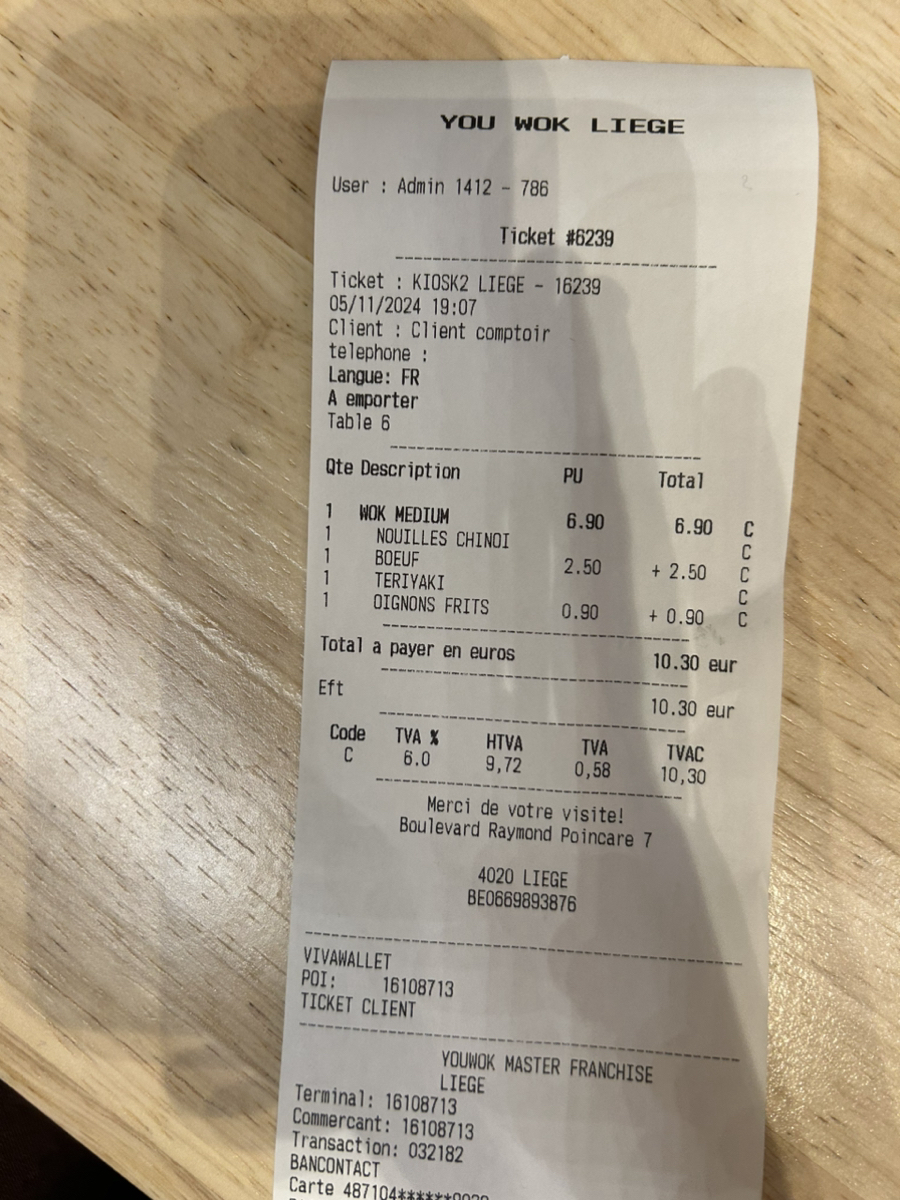 YOU WOK LIEGE
User : Admin 1412 - 786
Ticket #6239
Ticket : KIOSK2 LIEGE - 16239
05/11/2024 19:07
Client : Client comptoir
telephone :
Langue: FR
A emporter
Table 6
Qte Description PU Total
1 WOK MEDIUM 6.90 6.90 C
1 NOUILLES CHINOI C
1 BOEUF 2.50 + 2.50 C
1 TERIYAKI C
1 OIGNONS FRITS 0.90 + 0.90 C
Total a payer en euros 10.30 eur
Eft 10.30 eur
Code TVA % HTVA TVA TVAC
C 6.0 9,72 0,58 10,30
Merci de votre visite!
Boulevard Raymond Poincare 7
4020 LIEGE
BE0669893876
VIVAWALLET
POI: 16108713
TICKET CLIENT
YOUWOK MASTER FRANCHISE
LIEGE
Terminal: 16108713
Commercant: 16108713
Transaction: 032182
BANCONTACT
Carte